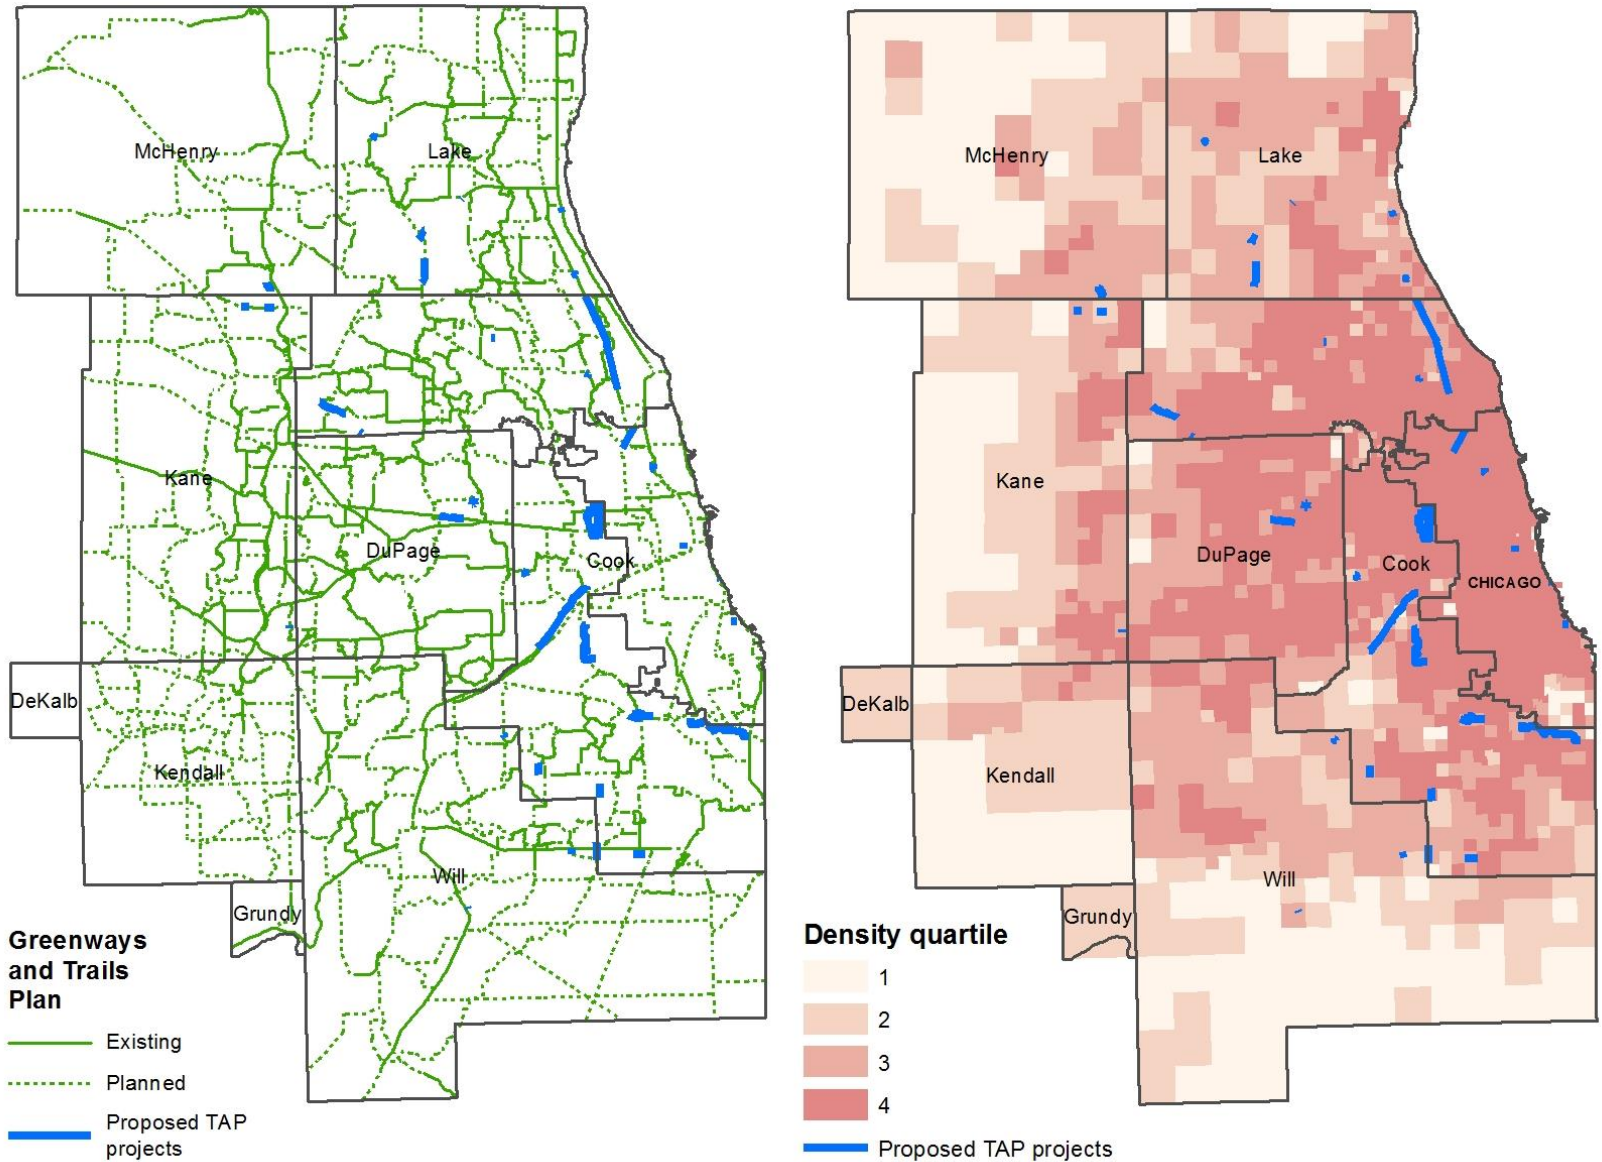 McHenry
Lake
Kane
DuPage
Cook
DeKalb
Kendall
Will
Grundy
Greenways
and Trails
Plan
Existing
Planned
Proposed TAP
projects
McHenry
Lake
Kane
DuPage
Cook
CHICAGO
DeKalb
Kendall
Will
Grundy
Density quartile
1
2
3
4
Proposed TAP projects